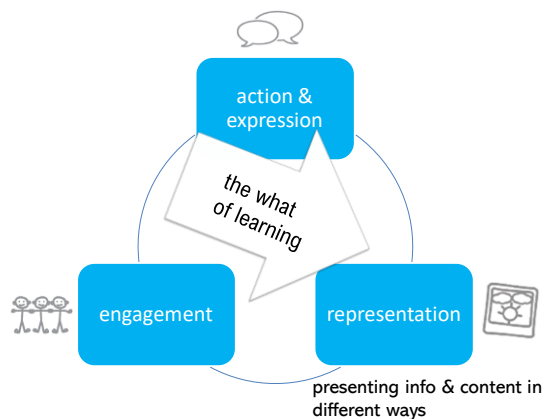 action &
expression
the what
of learning
engagement
representation
presenting info & content in
different ways